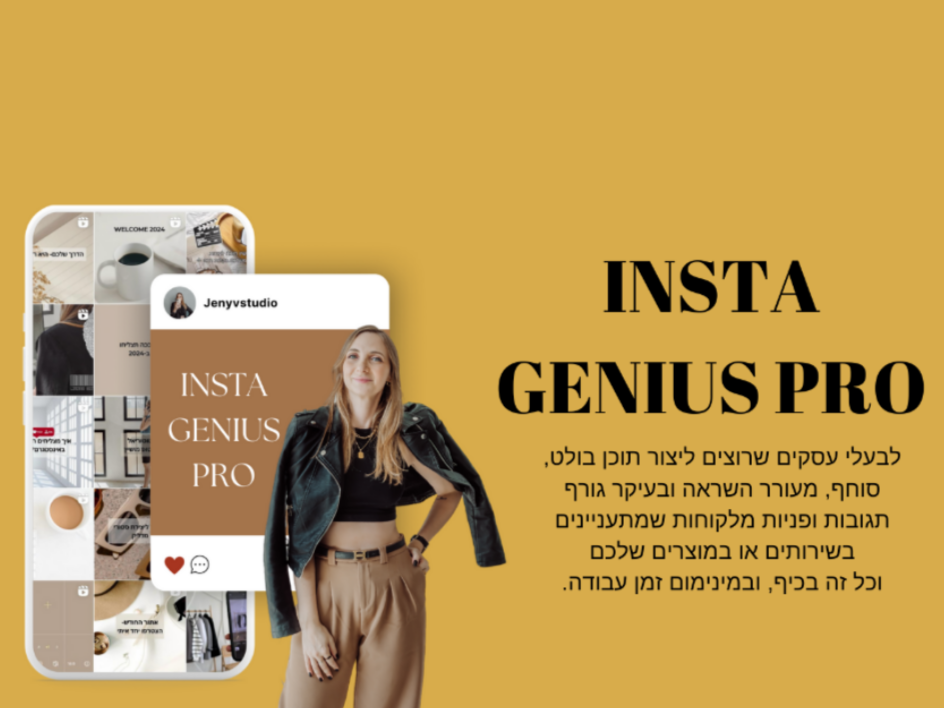 WELCOME 2024
Jenyvstudio
INSTA
GENIUS
PRO
INSTA
GENIUS PRO
לבעלי עסקים שרוצים ליצור תוכן בולט,
סוחף, מעורר השראה ובעיקר גורף
תגובות ופניות מלקוחות שמתעניינים
בשירותים או במוצרים שלכם
וכל זה בכיף, ובמינימום זמן עבודה.